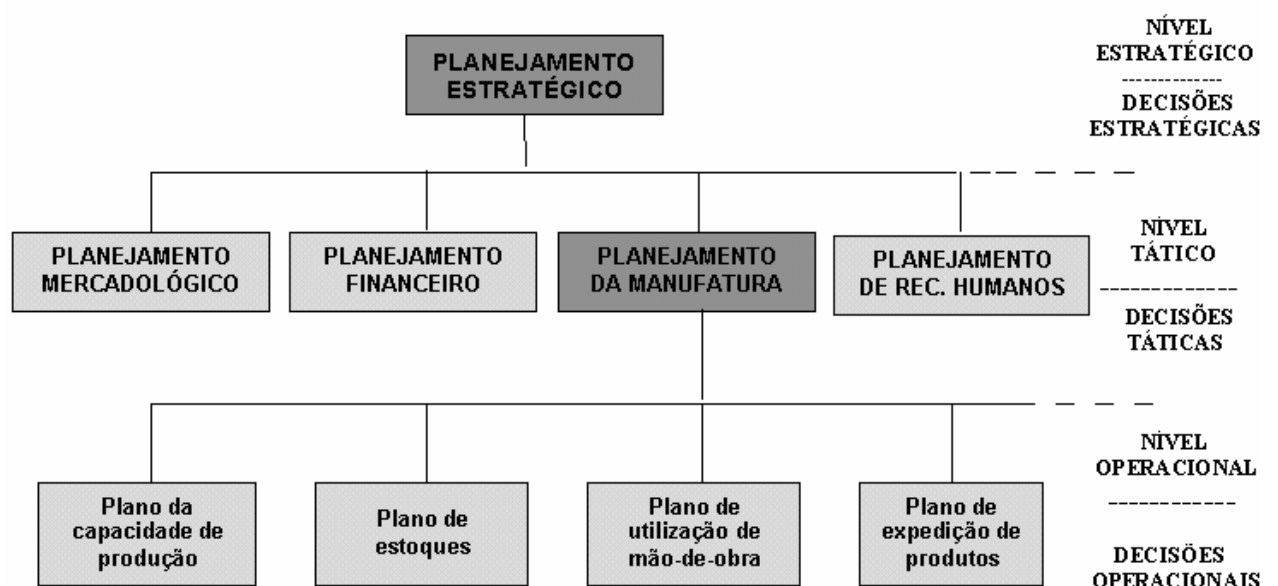 PLANEJAMENTO
ESTRATÉGICO
NÍVEL
ESTRATÉGICO
-------------
DECISÕES
ESTRATÉGICAS
PLANEJAMENTO
MERCADOLÓGICO
PLANEJAMENTO
FINANCEIRO
PLANEJAMENTO
DA MANUFATURA
PLANEJAMENTO
DE REC. HUMANOS
NÍVEL
TÁTICO
-------------
DECISÕES
TÁTICAS
Plano da
capacidade de
produção
Plano de
estoques
Plano de
utilização de
mão-de-obra
Plano de
expedição de
produtos
NÍVEL
OPERACIONAL
-------------
DECISÕES
OPERACIONAIS